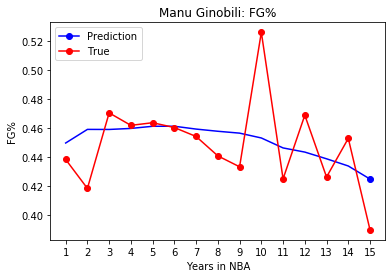 Manu Ginobili: FG%
Prediction
True
FG%
0.52
0.50
0.48
0.46
0.44
0.42
0.40
1 2 3 4 5 6 7 8 9 10 11 12 13 14 15
Years in NBA